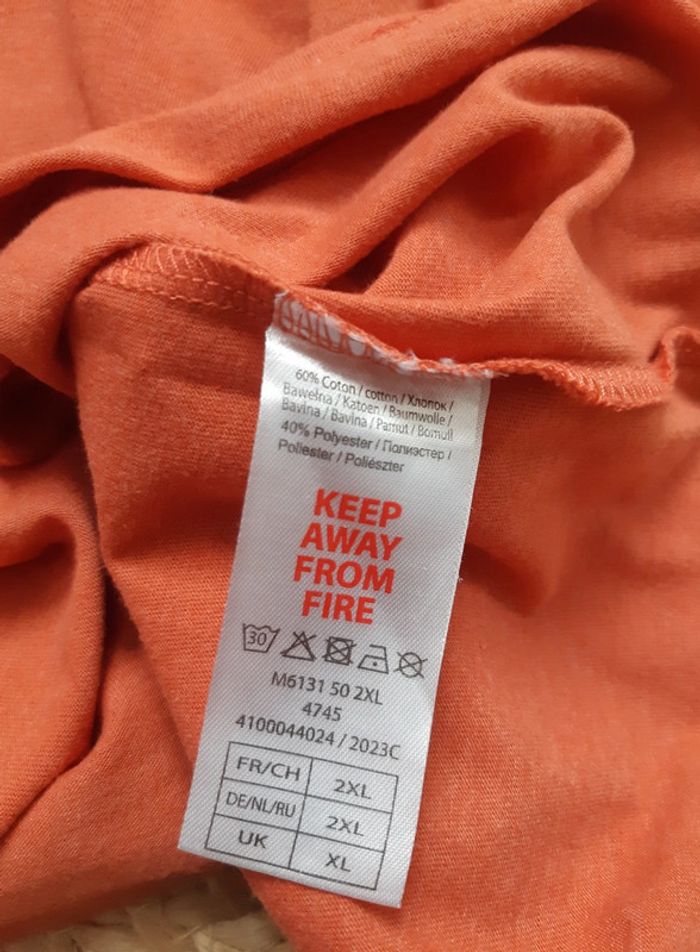 60% Coton / cotton / Хлопок /
Bawełna / Katoen / Baumwolle /
Bavlna / Bavlna / Pamut / Bomull
40% Polyester / Полиэстер /
Poliester / Poliészter
KEEP
AWAY
FROM
FIRE
30
M6131 50 2XL
4745
4100044024 / 2023C
FR/CH 2XL
DE/NL/RU 2XL
UK XL